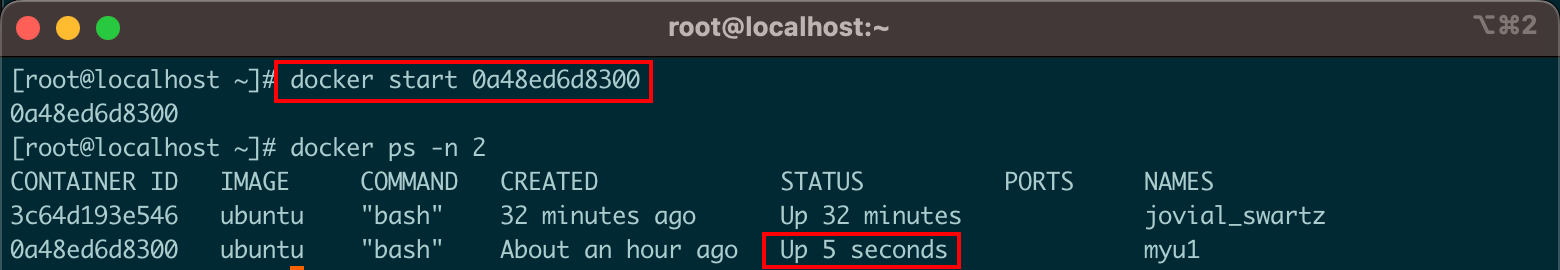 root@localhost:~
⌥⌘2
[root@localhost ~]# docker start 0a48ed6d8300
0a48ed6d8300
[root@localhost ~]# docker ps -n 2
CONTAINER ID   IMAGE     COMMAND   CREATED             STATUS          PORTS     NAMES
3c64d193e546   ubuntu    "bash"    32 minutes ago      Up 32 minutes             jovial_swartz
0a48ed6d8300   ubuntu    "bash"    About an hour ago   Up 5 seconds              myu1